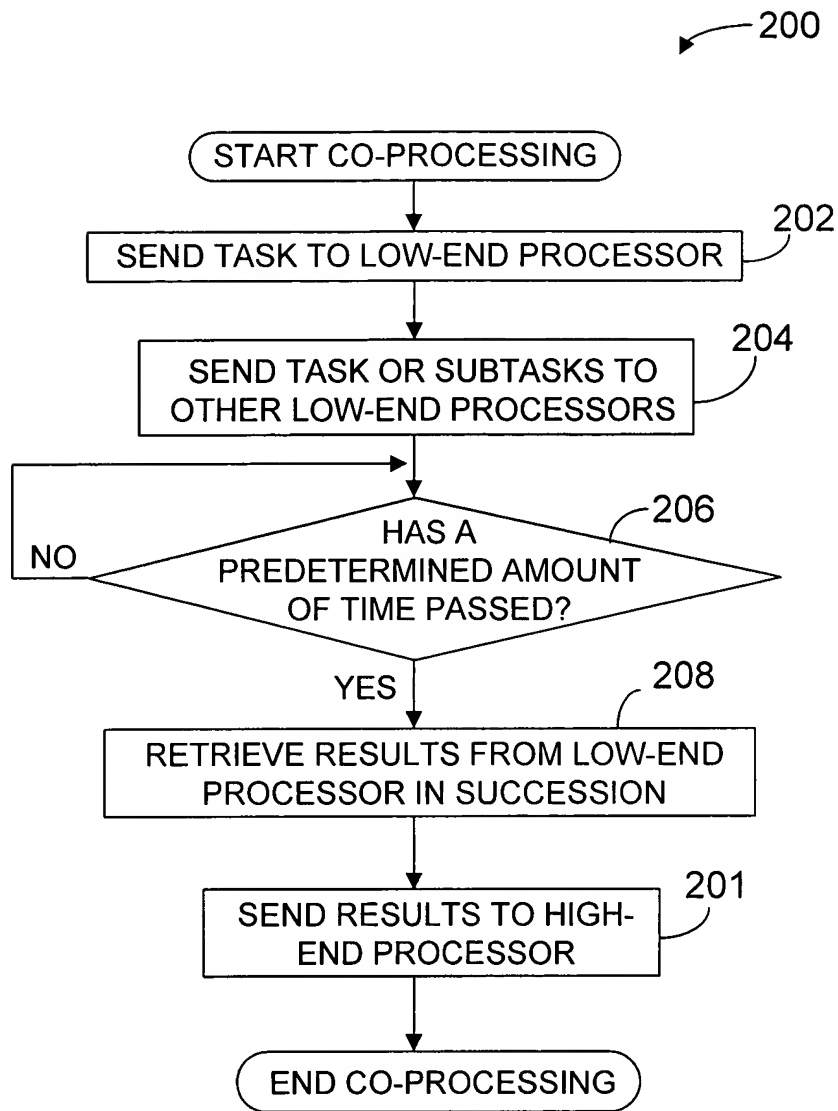 200
START CO-PROCESSING
202
SEND TASK TO LOW-END PROCESSOR
204
SEND TASK OR SUBTASKS TO
OTHER LOW-END PROCESSORS
206
HAS A
PREDETERMINED AMOUNT
OF TIME PASSED?
NO
YES
208
RETRIEVE RESULTS FROM LOW-END
PROCESSOR IN SUCCESSION
201
SEND RESULTS TO HIGH-
END PROCESSOR
END CO-PROCESSING